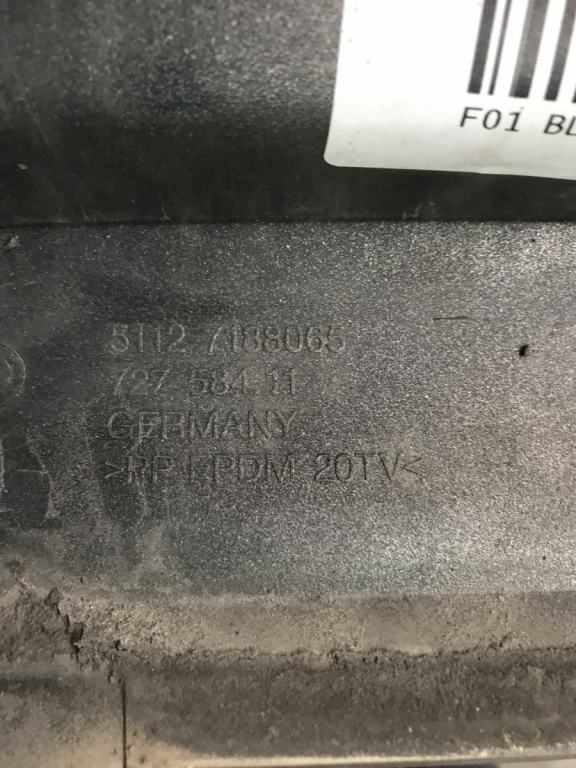 F01 BL
5112 7188065
727 584.11
GERMANY
>PP EPDM 20TV<